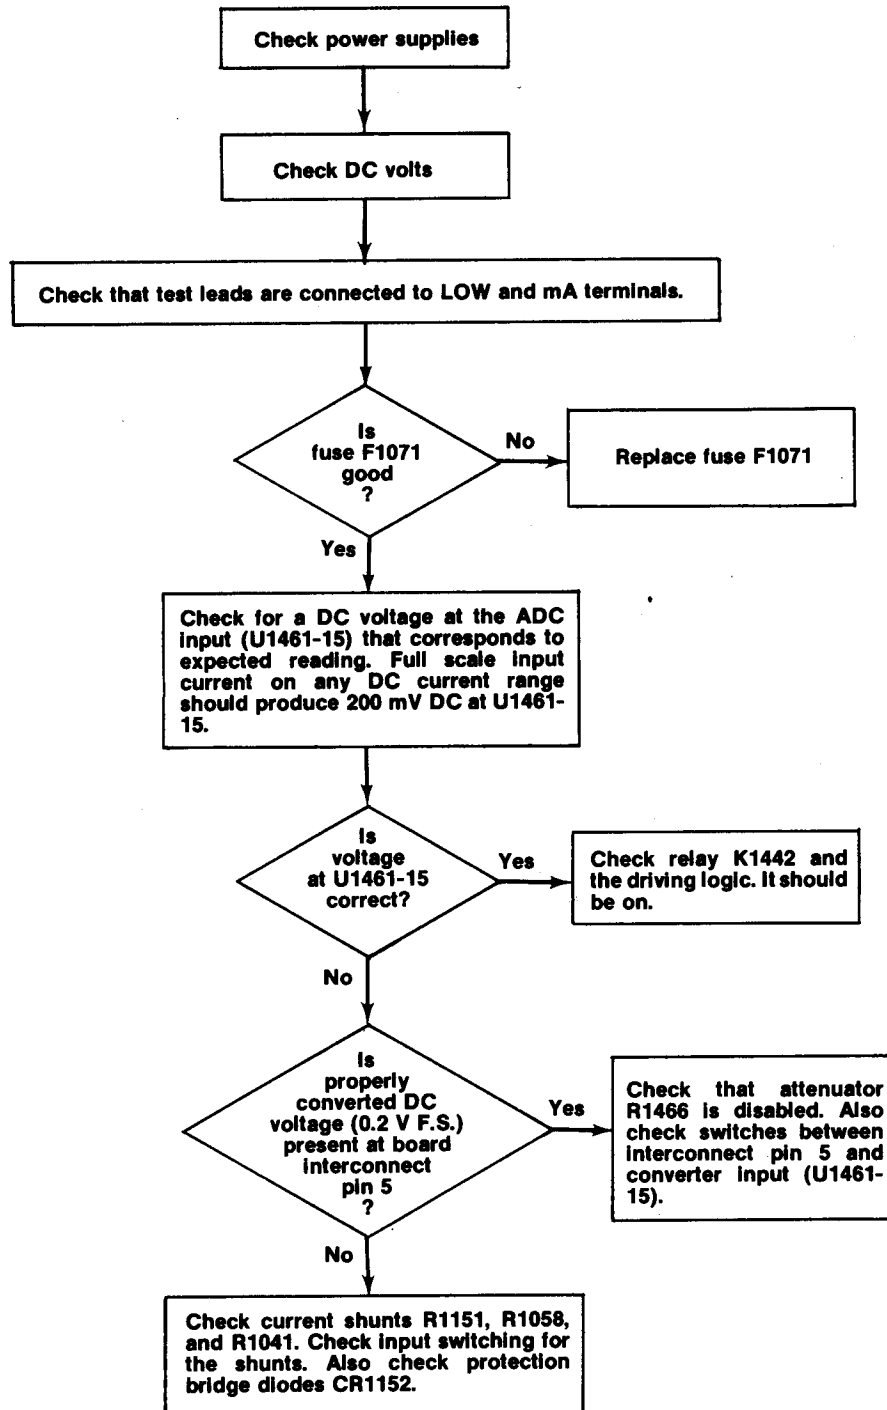 Check power supplies
Check DC volts
Check that test leads are connected to LOW and mA terminals.
Is
fuse F1071
good
?
No
Replace fuse F1071
Yes
Check for a DC voltage at the ADC
input (U1461-15) that corresponds to
expected reading. Full scale input
current on any DC current range
should produce 200 mV DC at U1461-
15.
Is
voltage
at U1461-15
correct?
Yes
Check relay K1442 and
the driving logic. It should
be on.
No
Is
properly
converted DC
voltage (0.2 V F.S.)
present at board
interconnect
pin 5
?
Yes
Check that attenuator
R1466 is disabled. Also
check switches between
interconnect pin 5 and
converter input (U1461-
15).
No
Check current shunts R1151, R1058,
and R1041. Check input switching for
the shunts. Also check protection
bridge diodes CR1152.